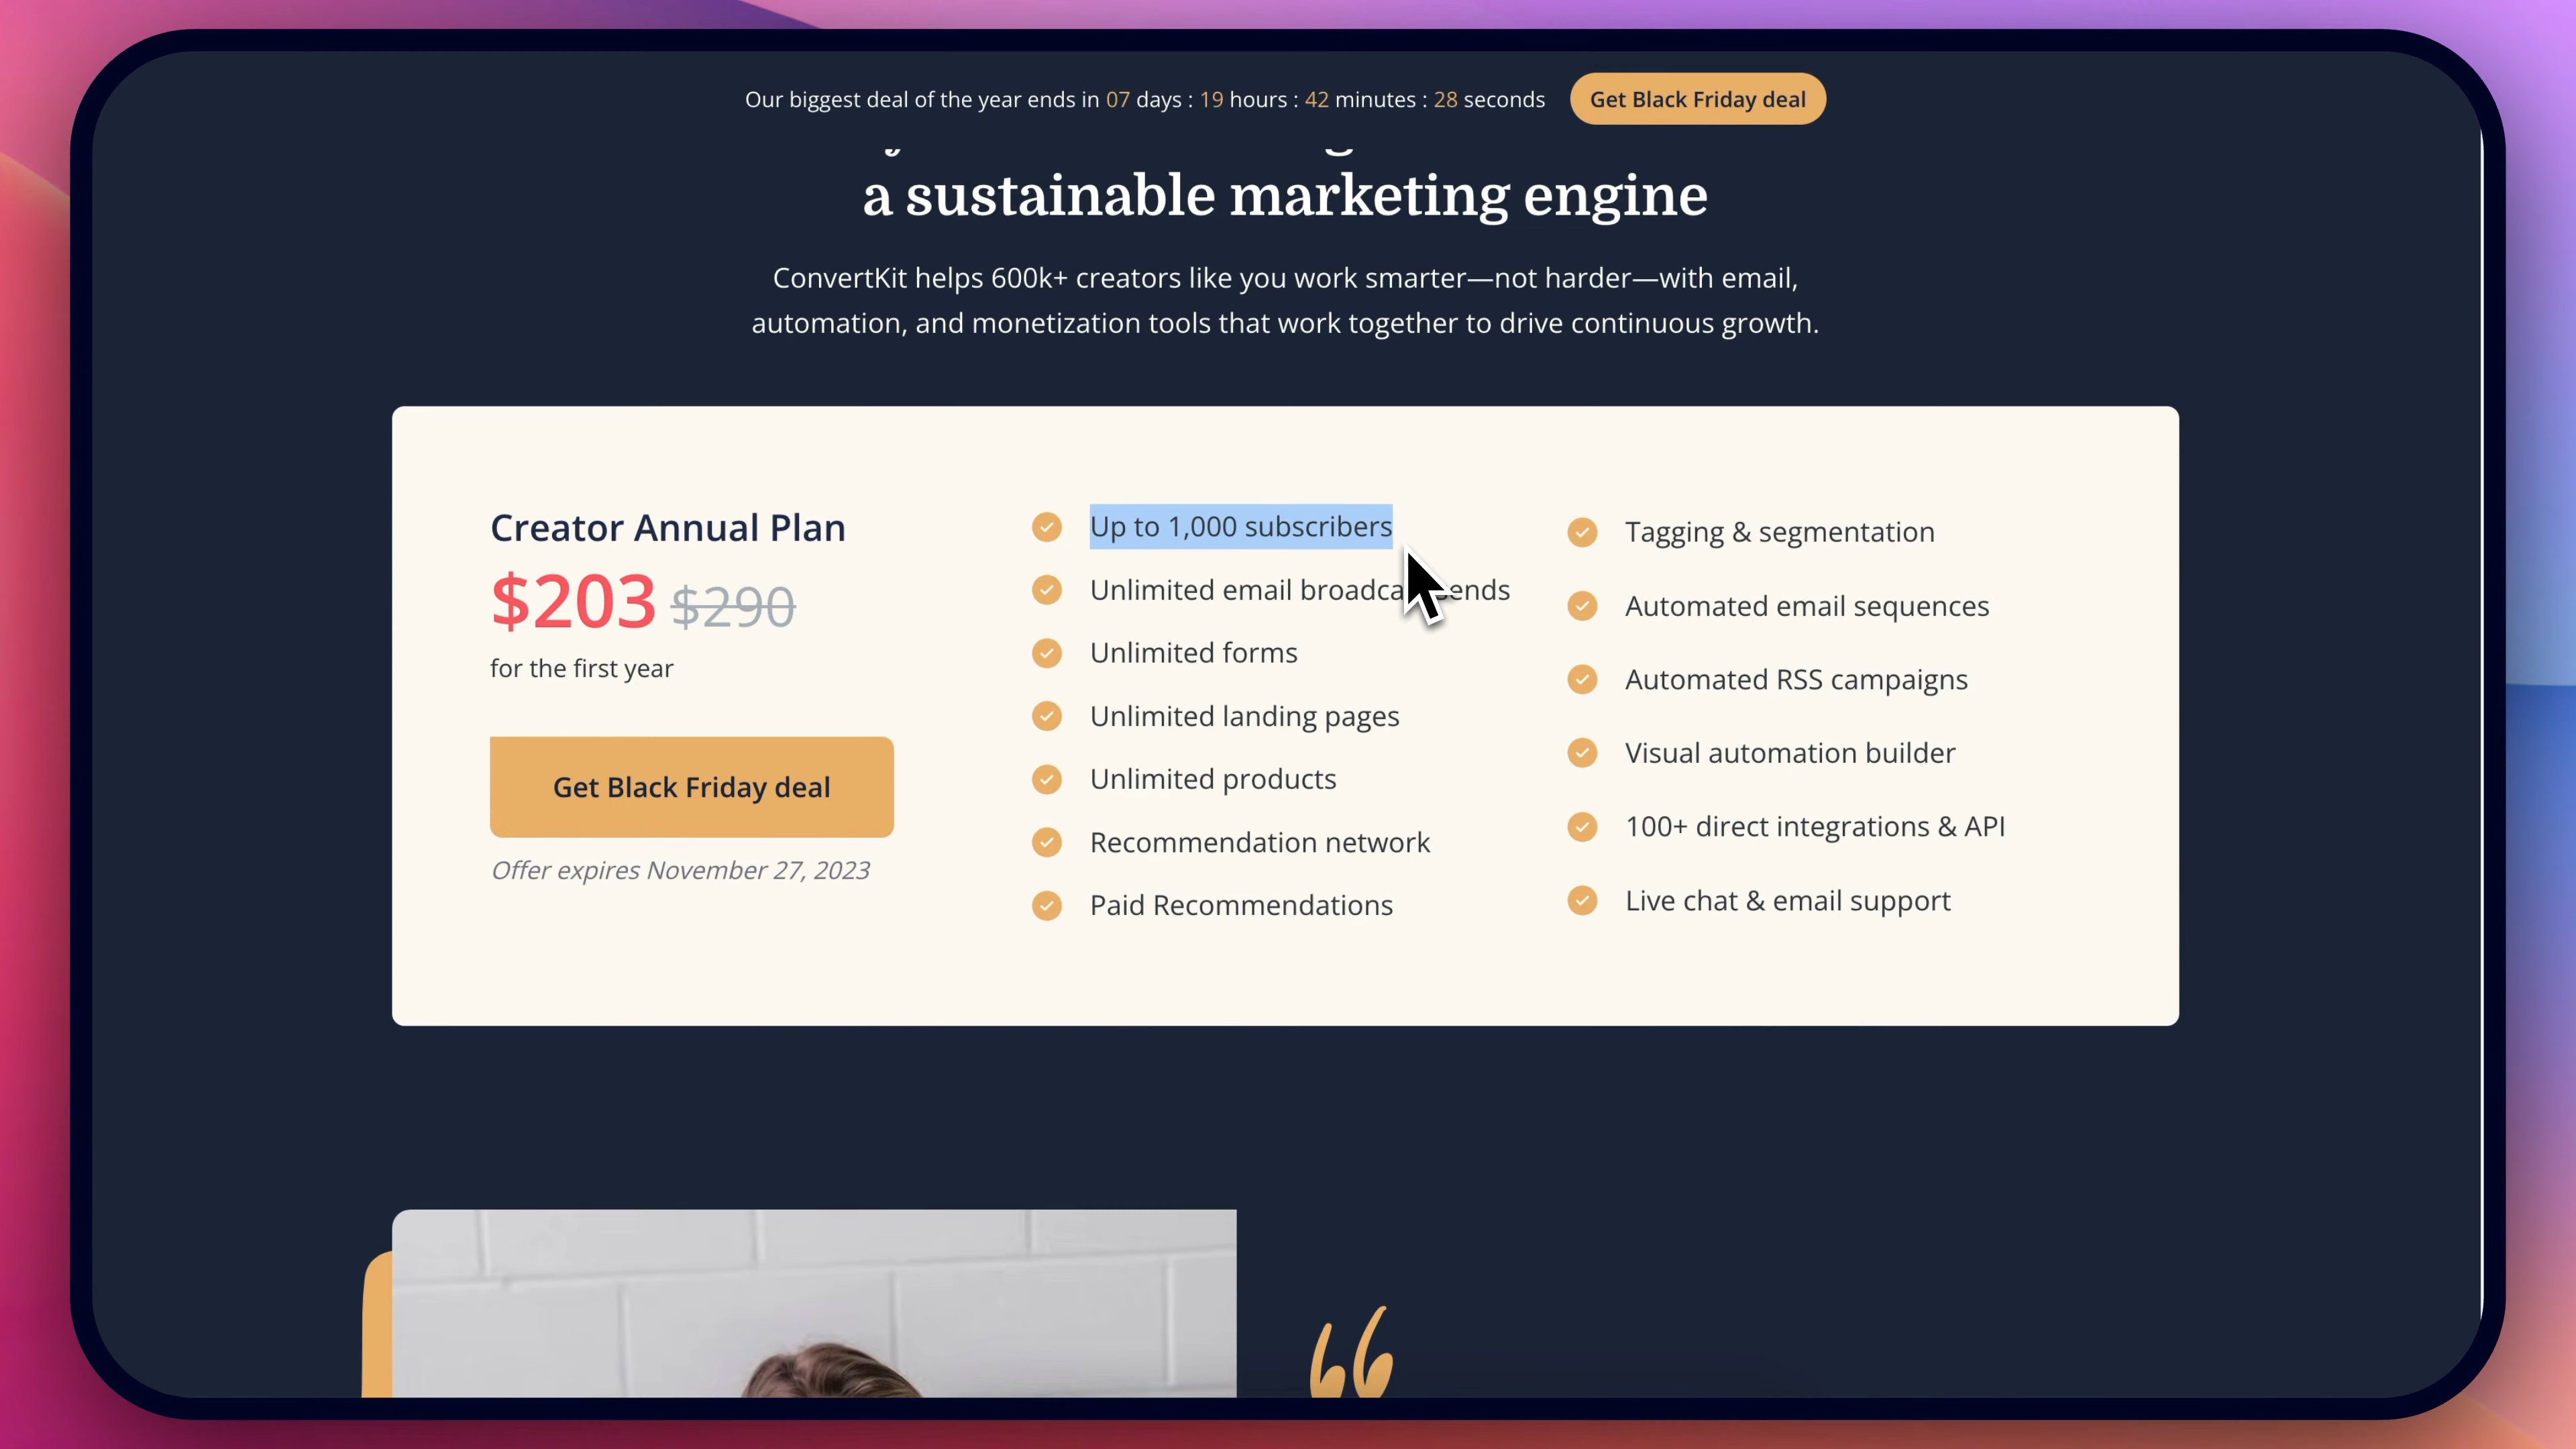 Our biggest deal of the year ends in 07 days : 19 hours : 42 minutes : 28 seconds
Get Black Friday deal
a sustainable marketing engine
ConvertKit helps 600k+ creators like you work smarter—not harder—with email,
automation, and monetization tools that work together to drive continuous growth.
Creator Annual Plan
$203 $290
for the first year
Get Black Friday deal
Offer expires November 27, 2023
Up to 1,000 subscribers
Unlimited email sends
Unlimited forms
Unlimited landing pages
Unlimited products
Recommendation network
Paid Recommendations
Tagging & segmentation
Automated email sequences
Automated RSS campaigns
Visual automation builder
100+ direct integrations & API
Live chat & email support